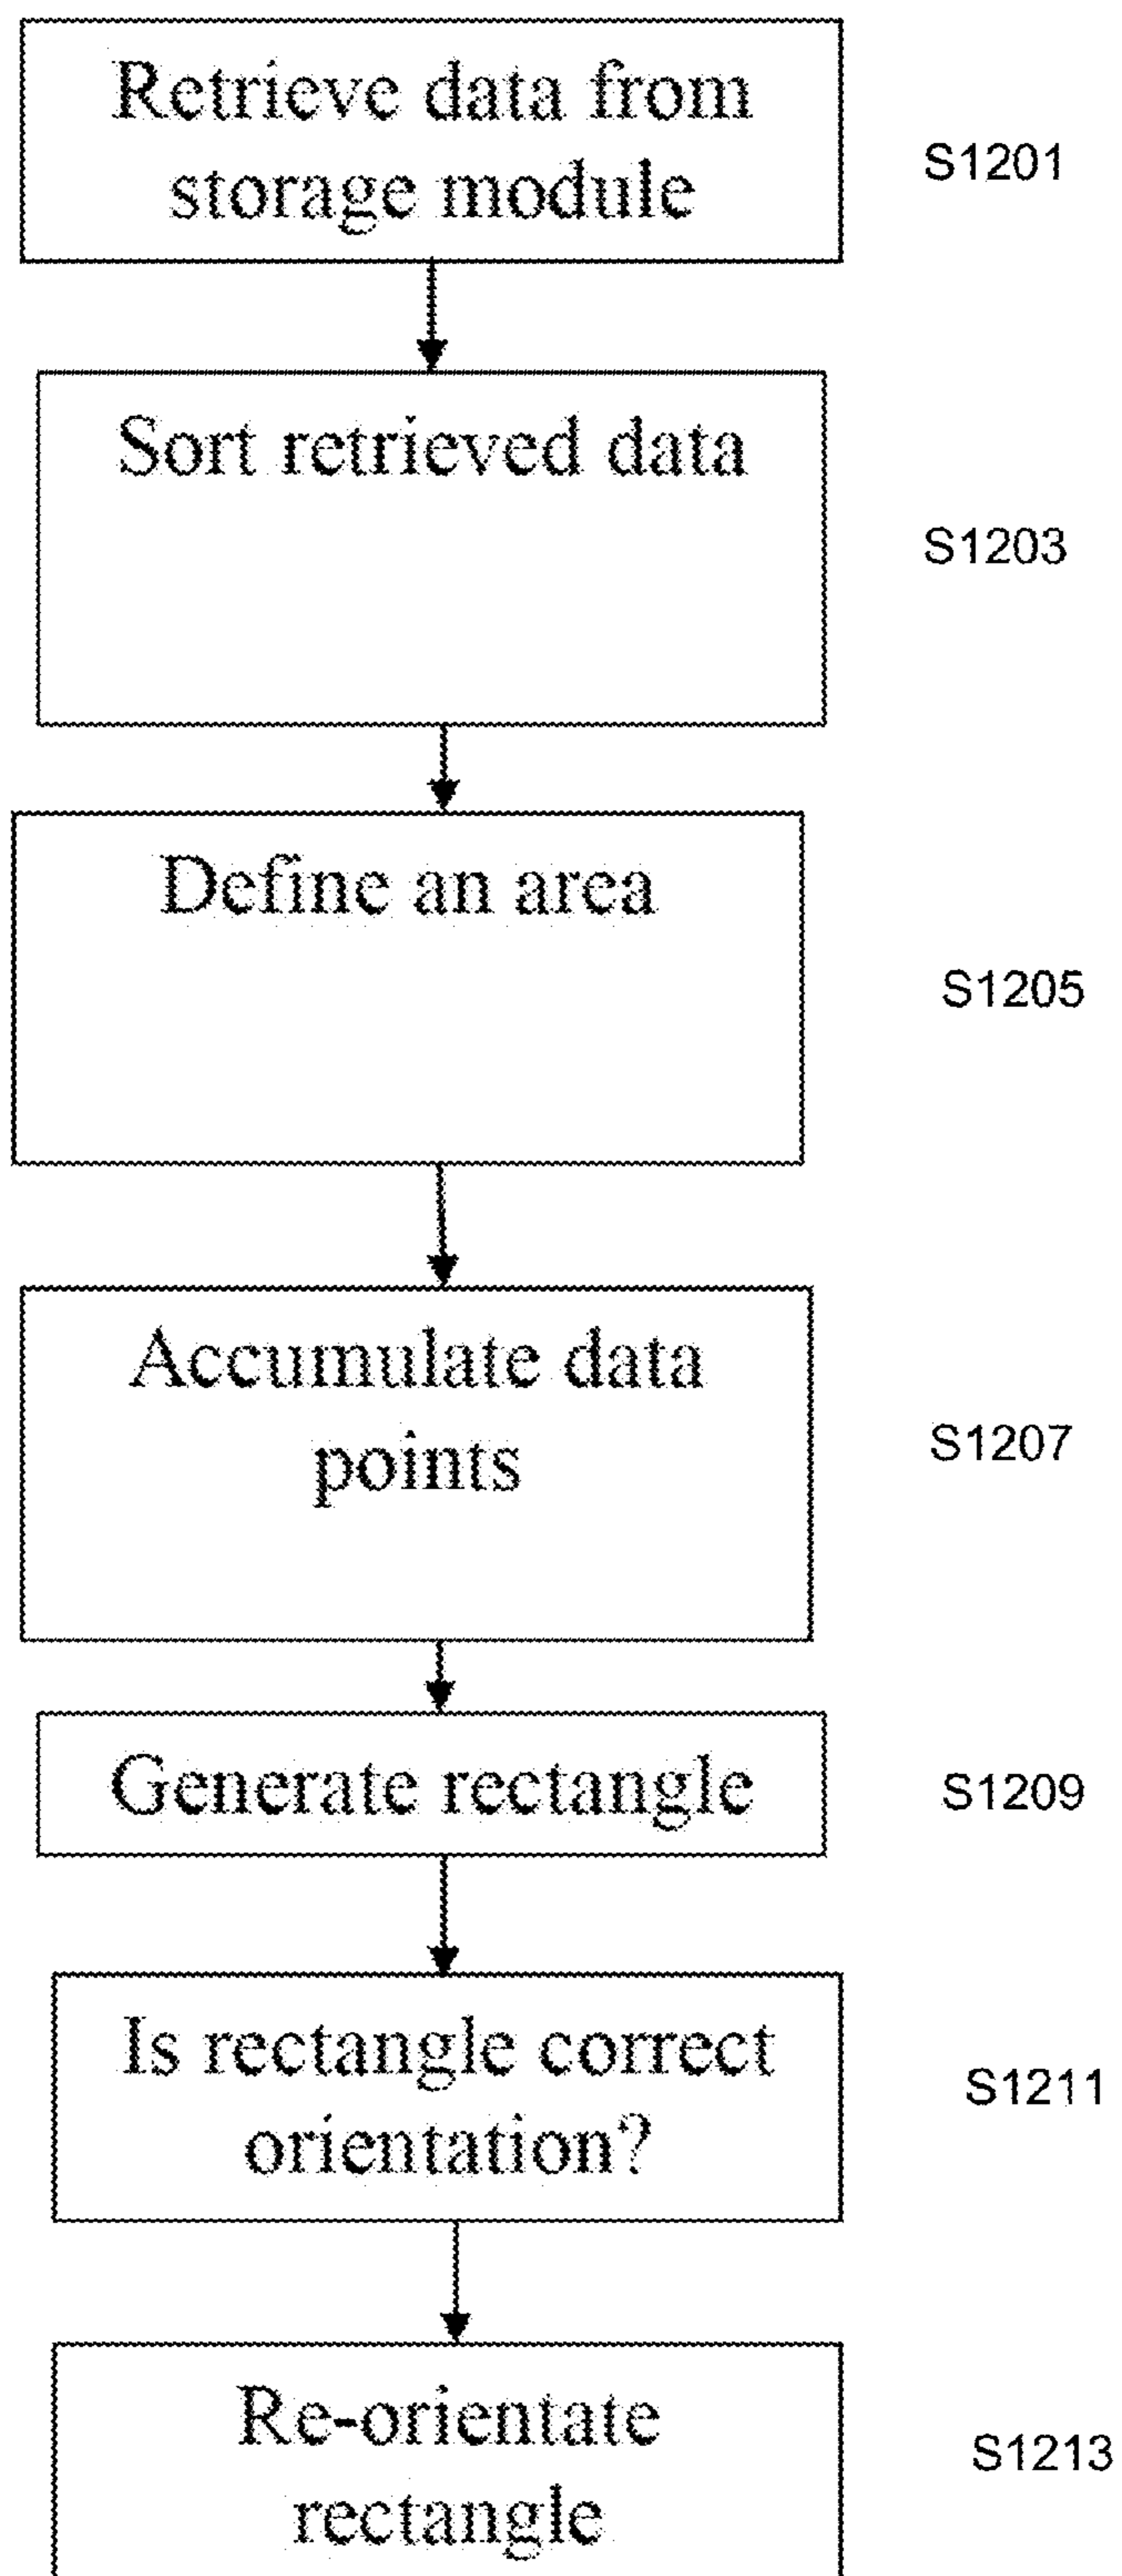 Retrieve data from
storage module
S1201
Sort retrieved data
S1203
Define an area
S1205
Accumulate data
points
S1207
Generate rectangle
S1209
Is rectangle correct
orientation?
S1211
Re-orientate
rectangle
S1213